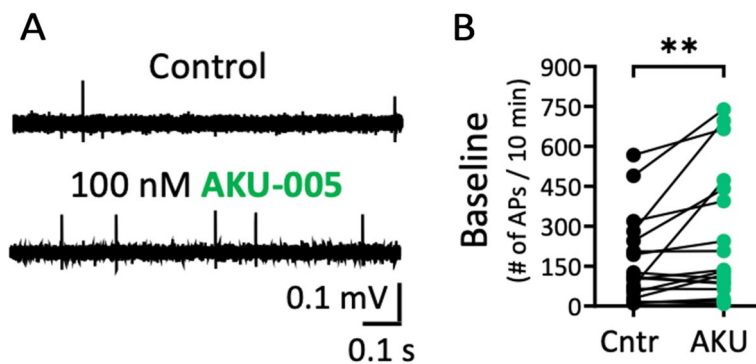 A
Control
100 nM AKU-005
0.1 mV
0.1 s
B
**
Baseline
(# of APs / 10 min)
900
750
600
450
300
150
0
Cntr AKU